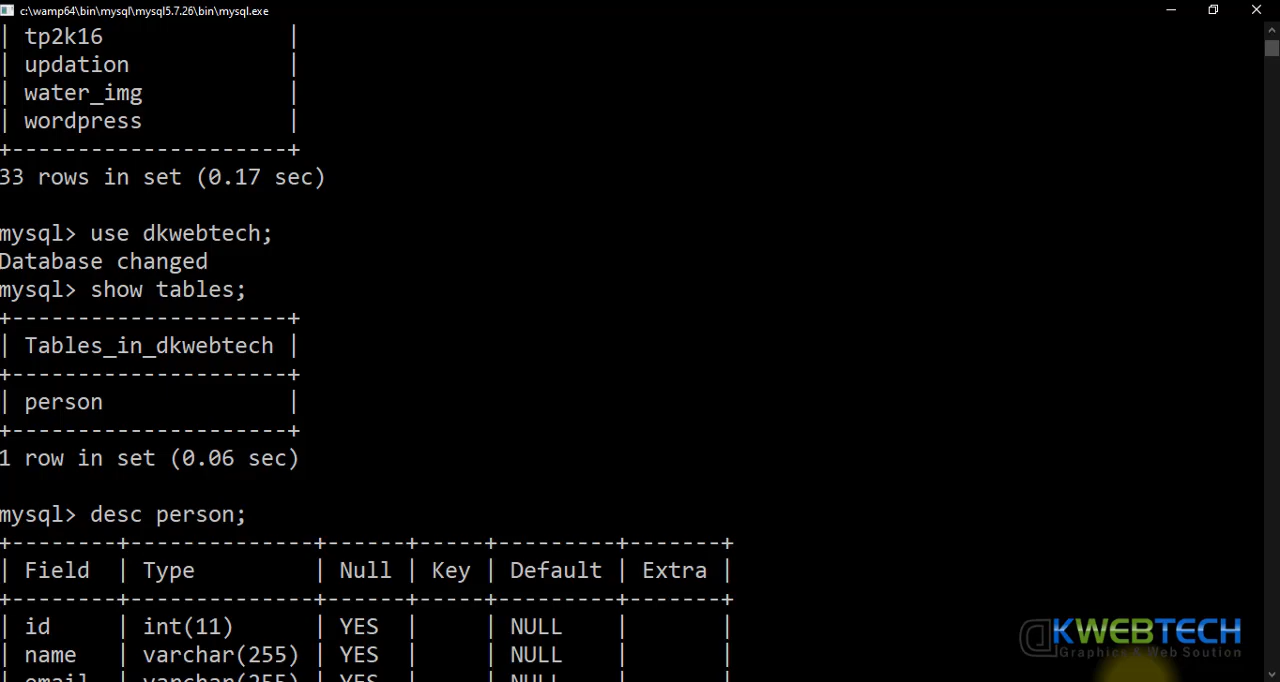 c:\wamp64\bin\mysql\mysql5.7.26\bin\mysql.exe
| tp2k16              |
| updation            |
| water_img           |
| wordpress           |
+---------------------+
33 rows in set (0.17 sec)
mysql> use dkwebtech;
Database changed
mysql> show tables;
+---------------------+
| Tables_in_dkwebtech |
+---------------------+
| person              |
+---------------------+
1 row in set (0.06 sec)
mysql> desc person;
+--------+--------------+------+-----+---------+-------+
| Field  | Type         | Null | Key | Default | Extra |
+--------+--------------+------+-----+---------+-------+
| id     | int(11)      | YES  |     | NULL    |       |
| name   | varchar(255) | YES  |     | NULL    |       |
| email  | varchar(255) | YES  |     | NULL    |       |
DKWEBTECH
Graphics & Web Soution